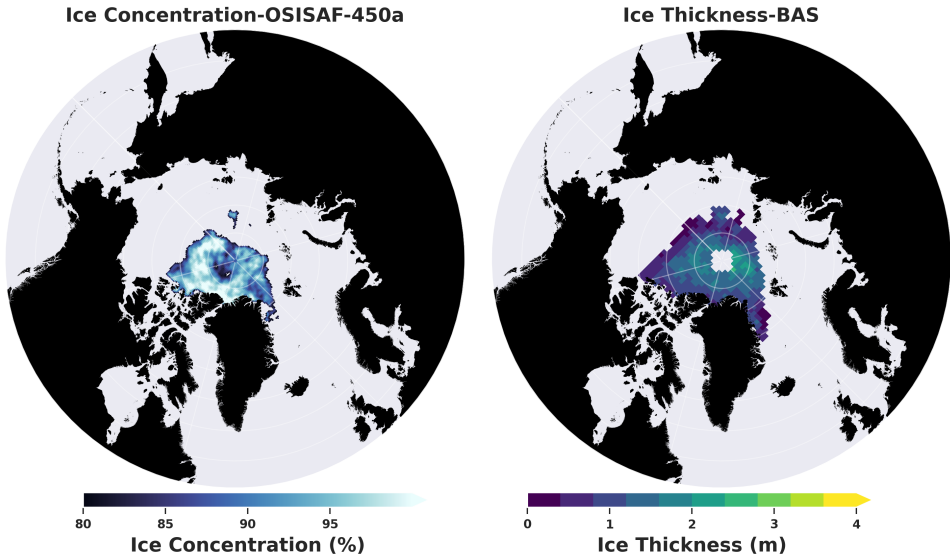 Ice Concentration-OSISAF-450a
Ice Thickness-BAS
80 85 90 95
Ice Concentration (%)
0 1 2 3 4
Ice Thickness (m)